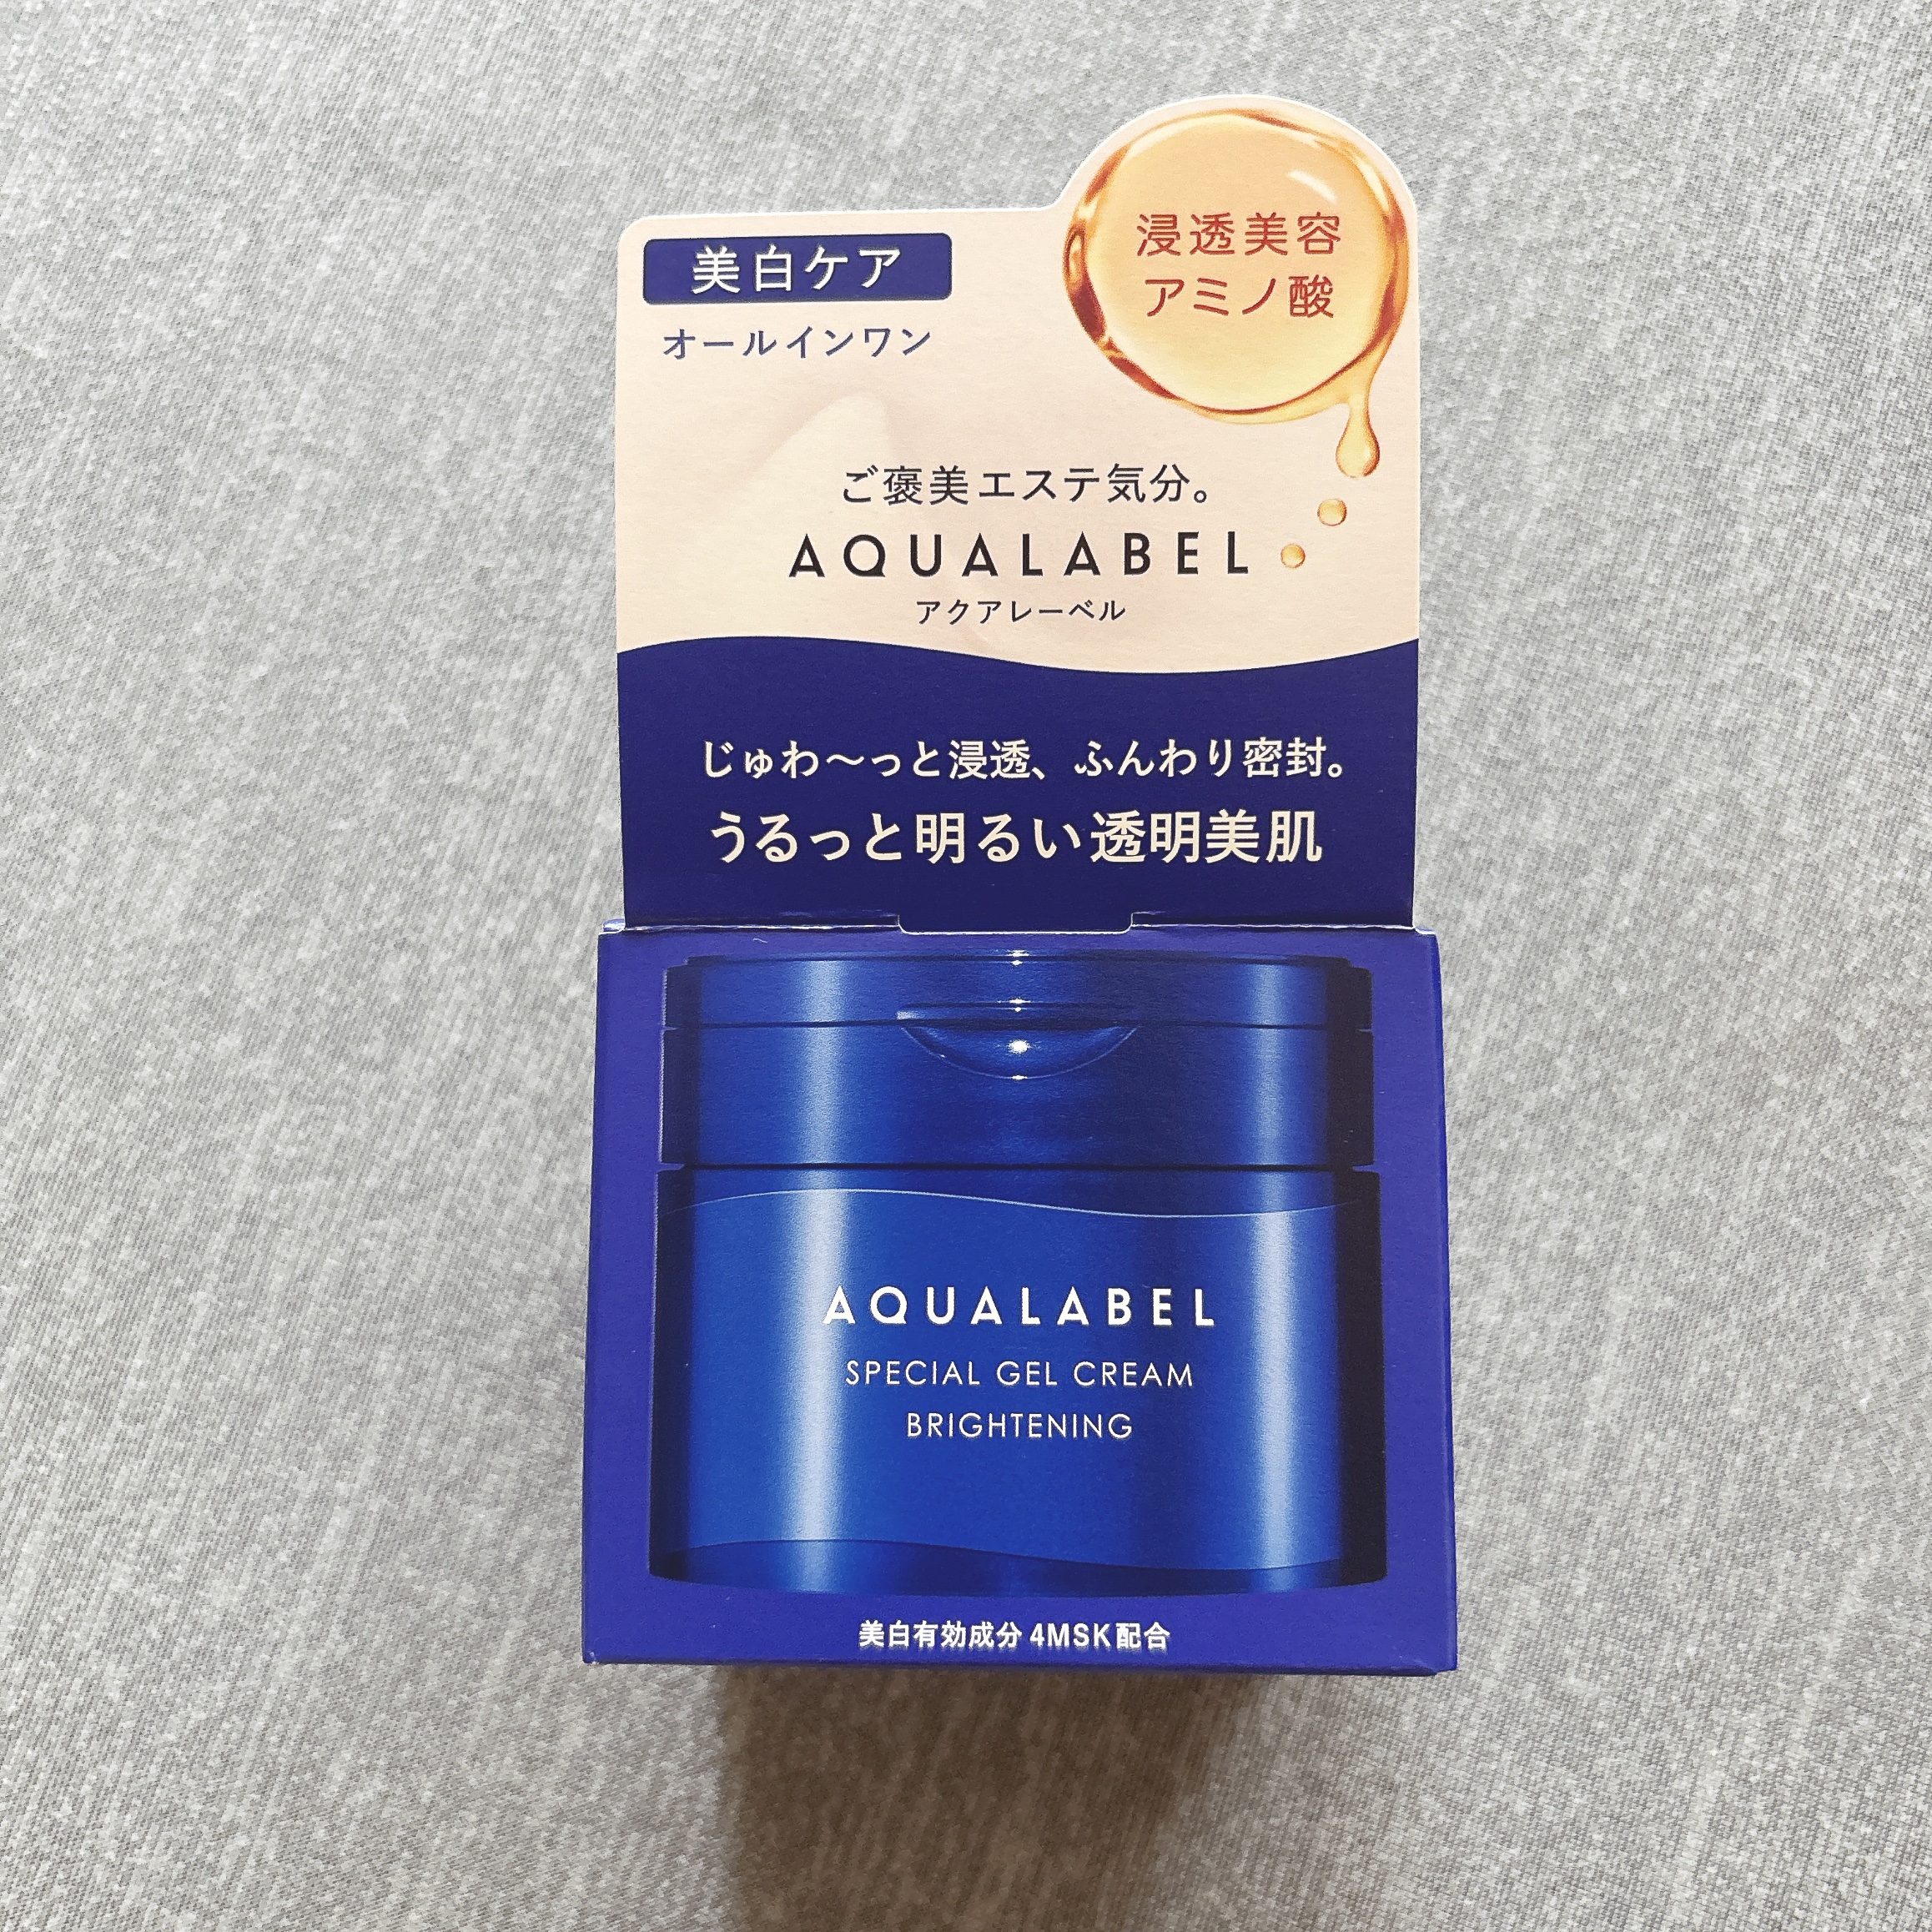 浸透美容
アミノ酸
美白ケア
オールインワン
ご褒美エステ気分。
AQUALABEL
アクアレーベル
じゅわ〜っと浸透、ふんわり密封。
うるっと明るい透明美肌
AQUALABEL
SPECIAL GEL CREAM
BRIGHTENING
美白有効成分4MSK配合